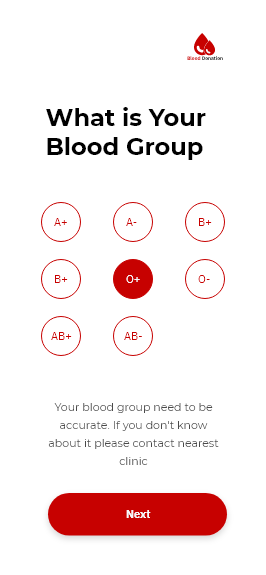 Blood Donation
What is Your
Blood Group
A+ A- B+
B+ O+ O-
AB+ AB-
Your blood group need to be
accurate. If you don't know
about it please contact nearest
clinic
Next